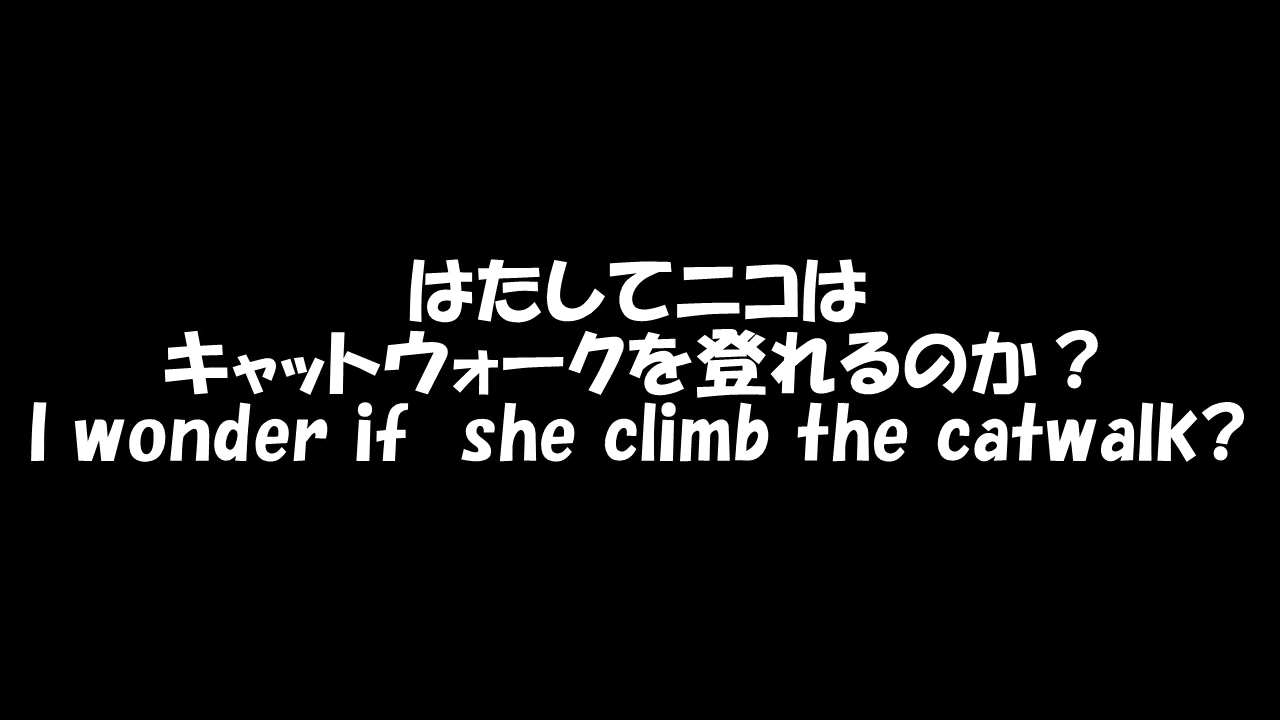 はたしてニコは
キャットウォークを登れるのか？
I wonder if  she climb the catwalk?